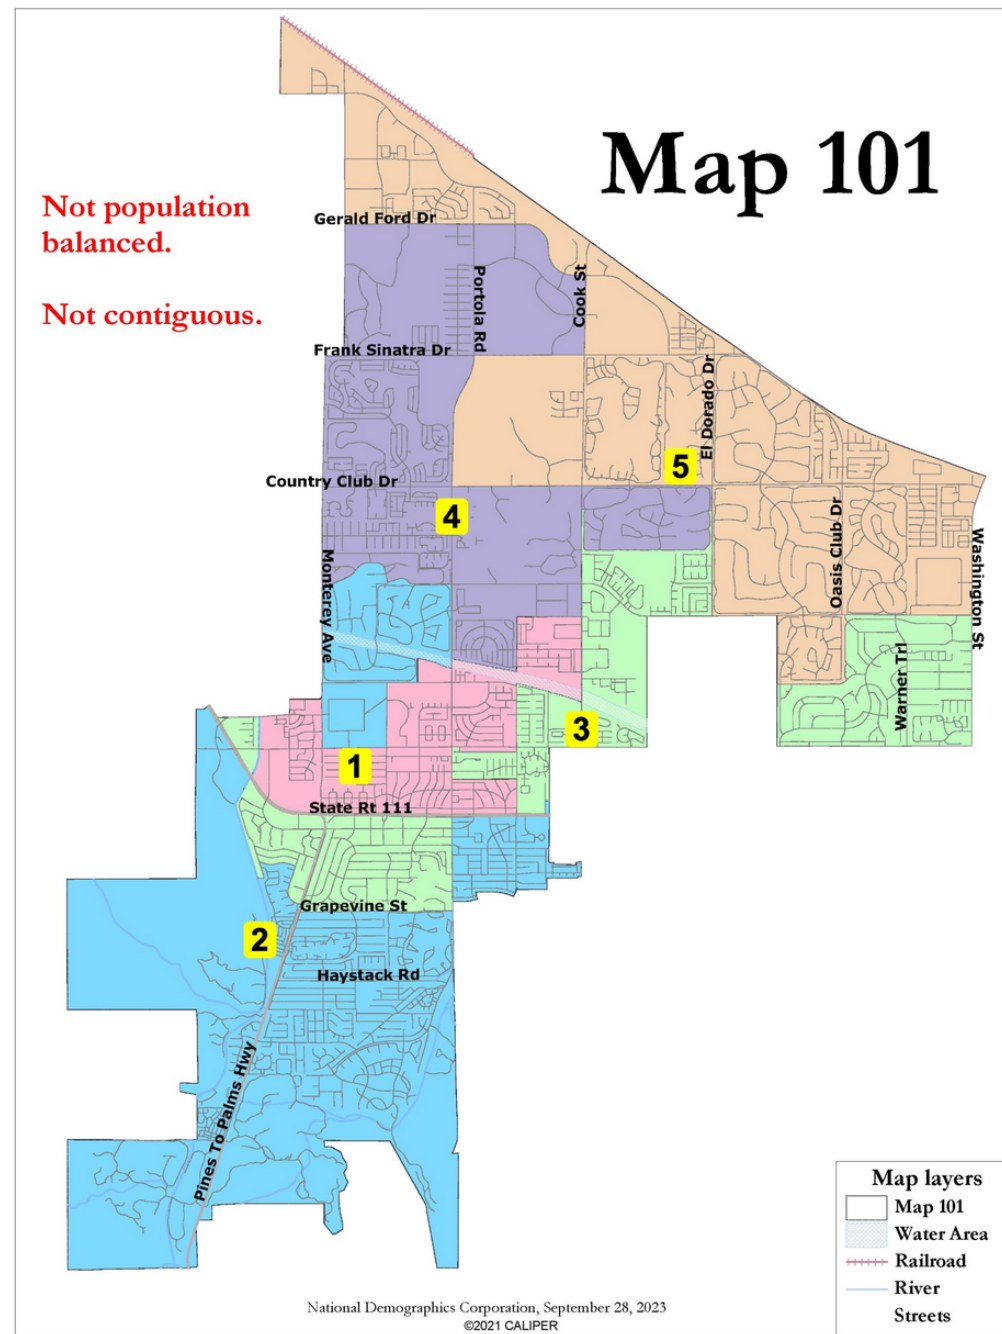 Map 101
Not population
balanced.
Not contiguous.
Gerald Ford Dr
Portola Rd
Cook St
Frank Sinatra Dr
El Dorado Dr
5
Country Club Dr
4
Oasis Club Dr
Washington St
Monterey Ave
Warner Trl
3
1
State Rt 111
Grapevine St
2
Haystack Rd
Pines To Palms Hwy
Map layers
Map 101
Water Area
Railroad
River
Streets
National Demographics Corporation, September 28, 2023
©2021 CALIPER